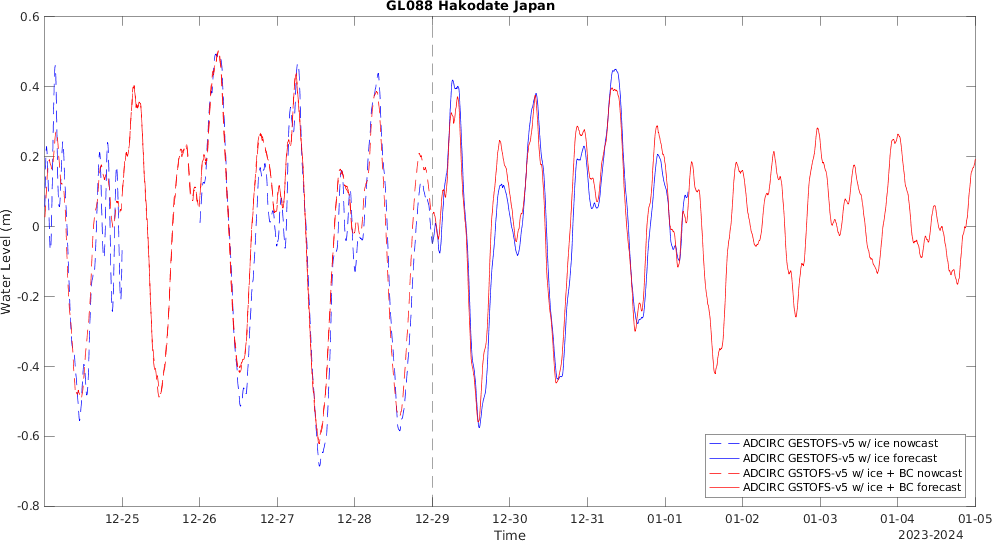 GL088 Hakodate Japan
0.6
0.4
0.2
0
-0.2
-0.4
-0.6
-0.8
Water Level (m)
12-25 12-26 12-27 12-28 12-29 12-30 12-31 01-01 01-02 01-03 01-04 01-05
Time
2023-2024
ADCIRC GESTOFS-v5 w/ ice nowcast
ADCIRC GESTOFS-v5 w/ ice forecast
ADCIRC GSTOFS-v5 w/ ice + BC nowcast
ADCIRC GSTOFS-v5 w/ ice + BC forecast